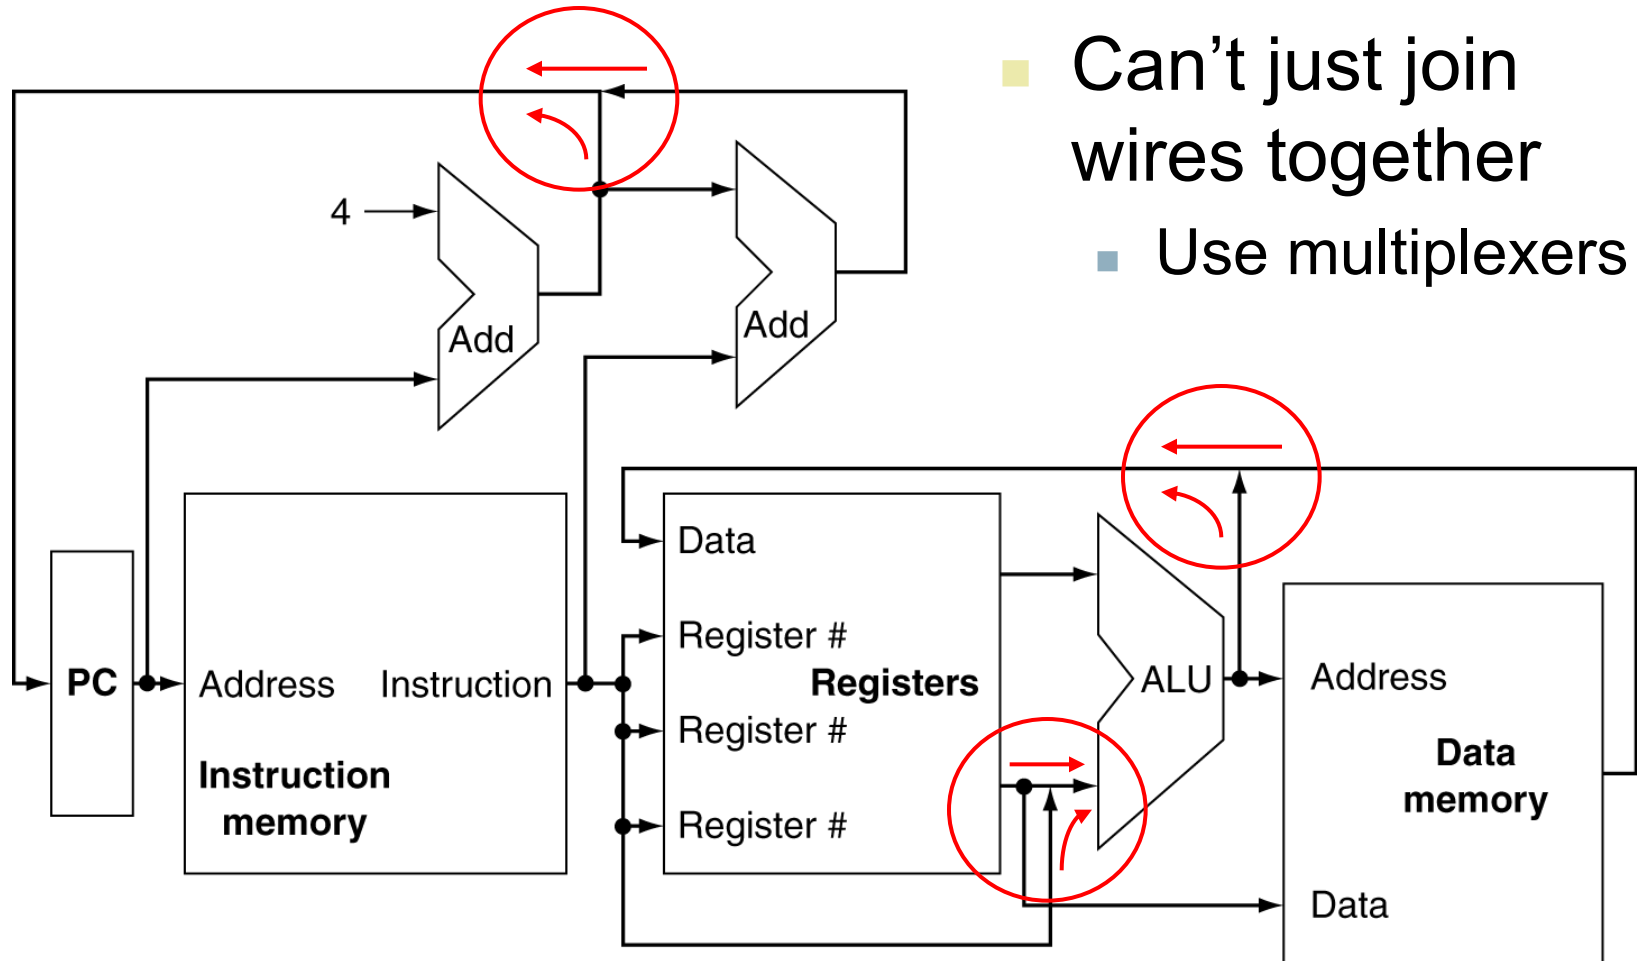 Can’t just join
wires together
Use multiplexers
4
Add
Add
Data
Register #
PC
Address
Instruction
Registers
ALU
Address
Register #
Instruction
memory
Data
memory
Register #
Data